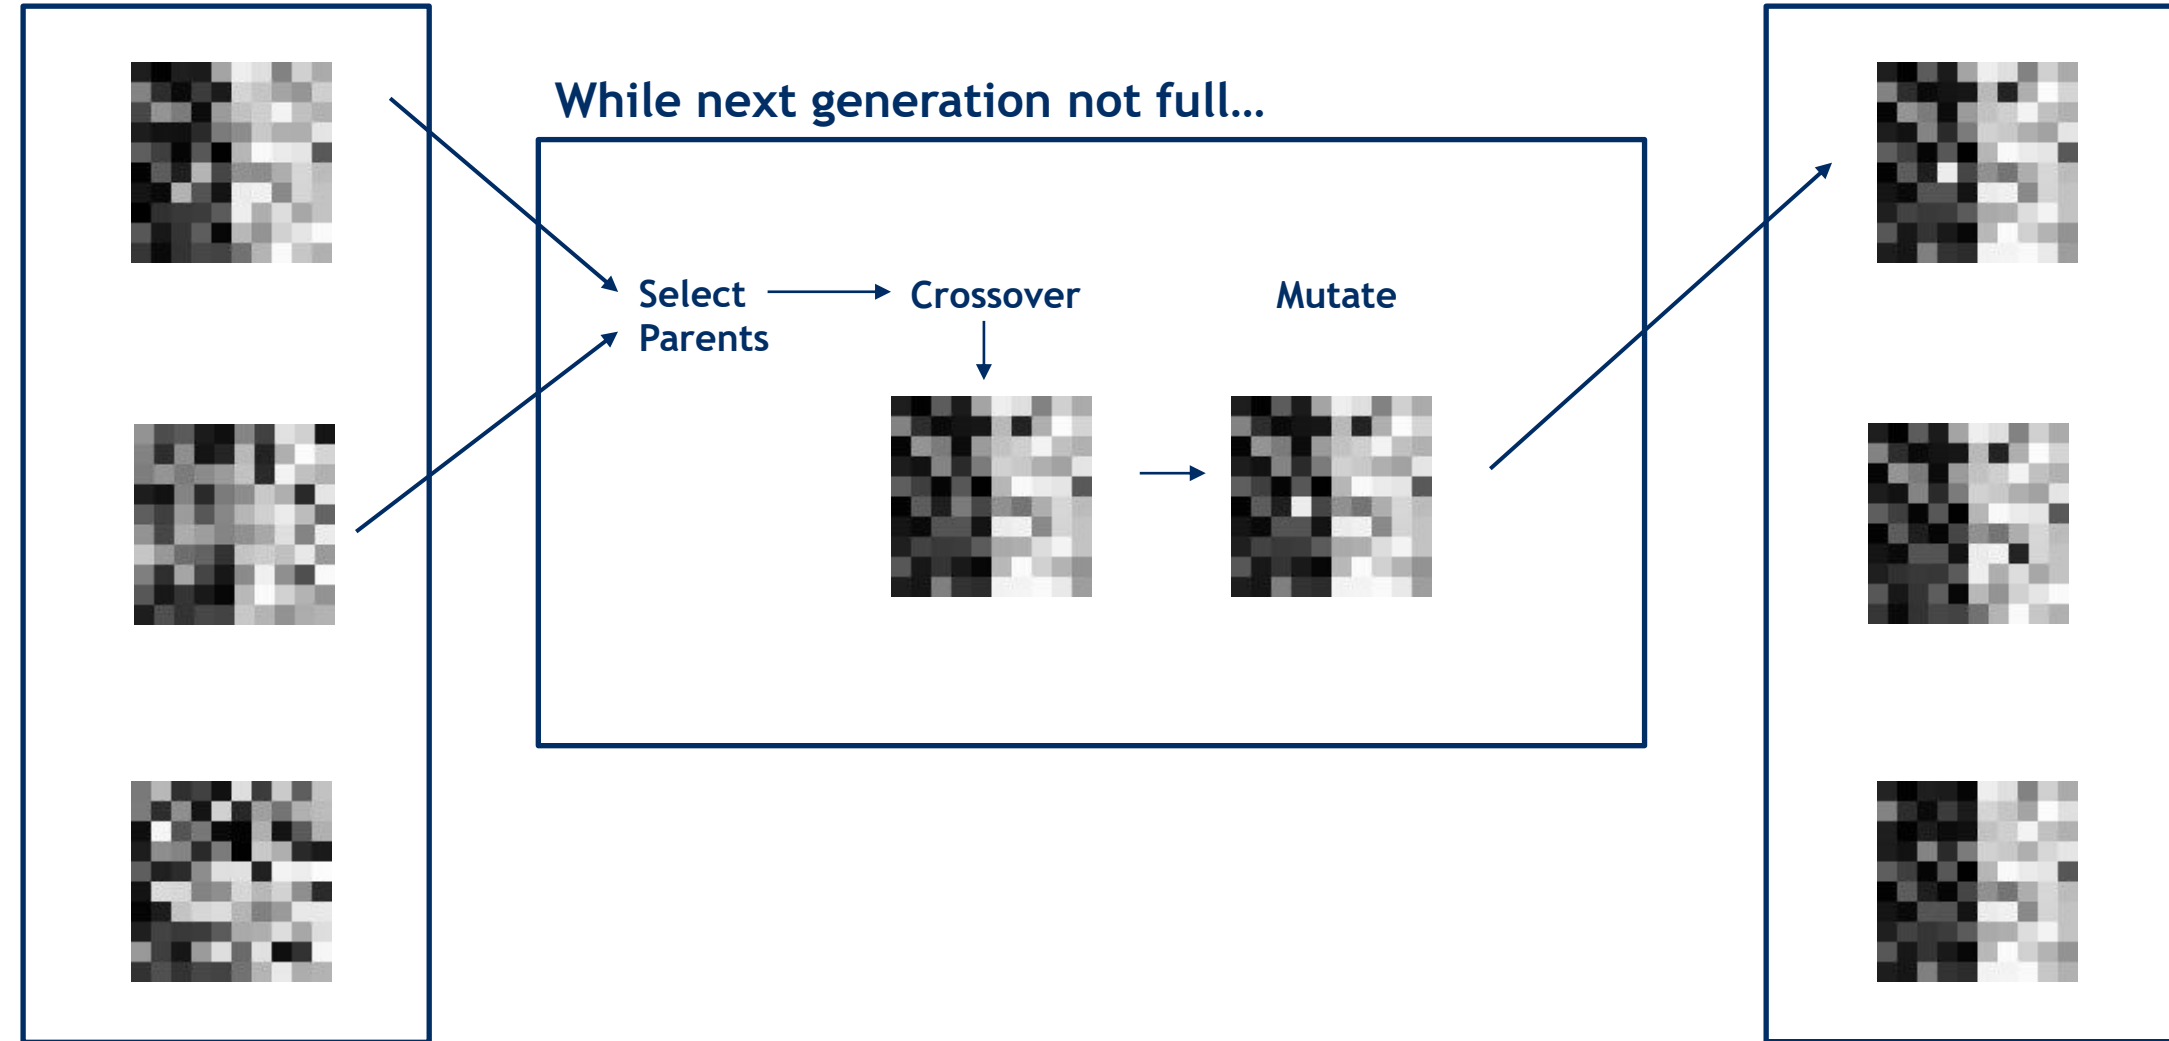 While next generation not full…
Select
Parents
Crossover
Mutate